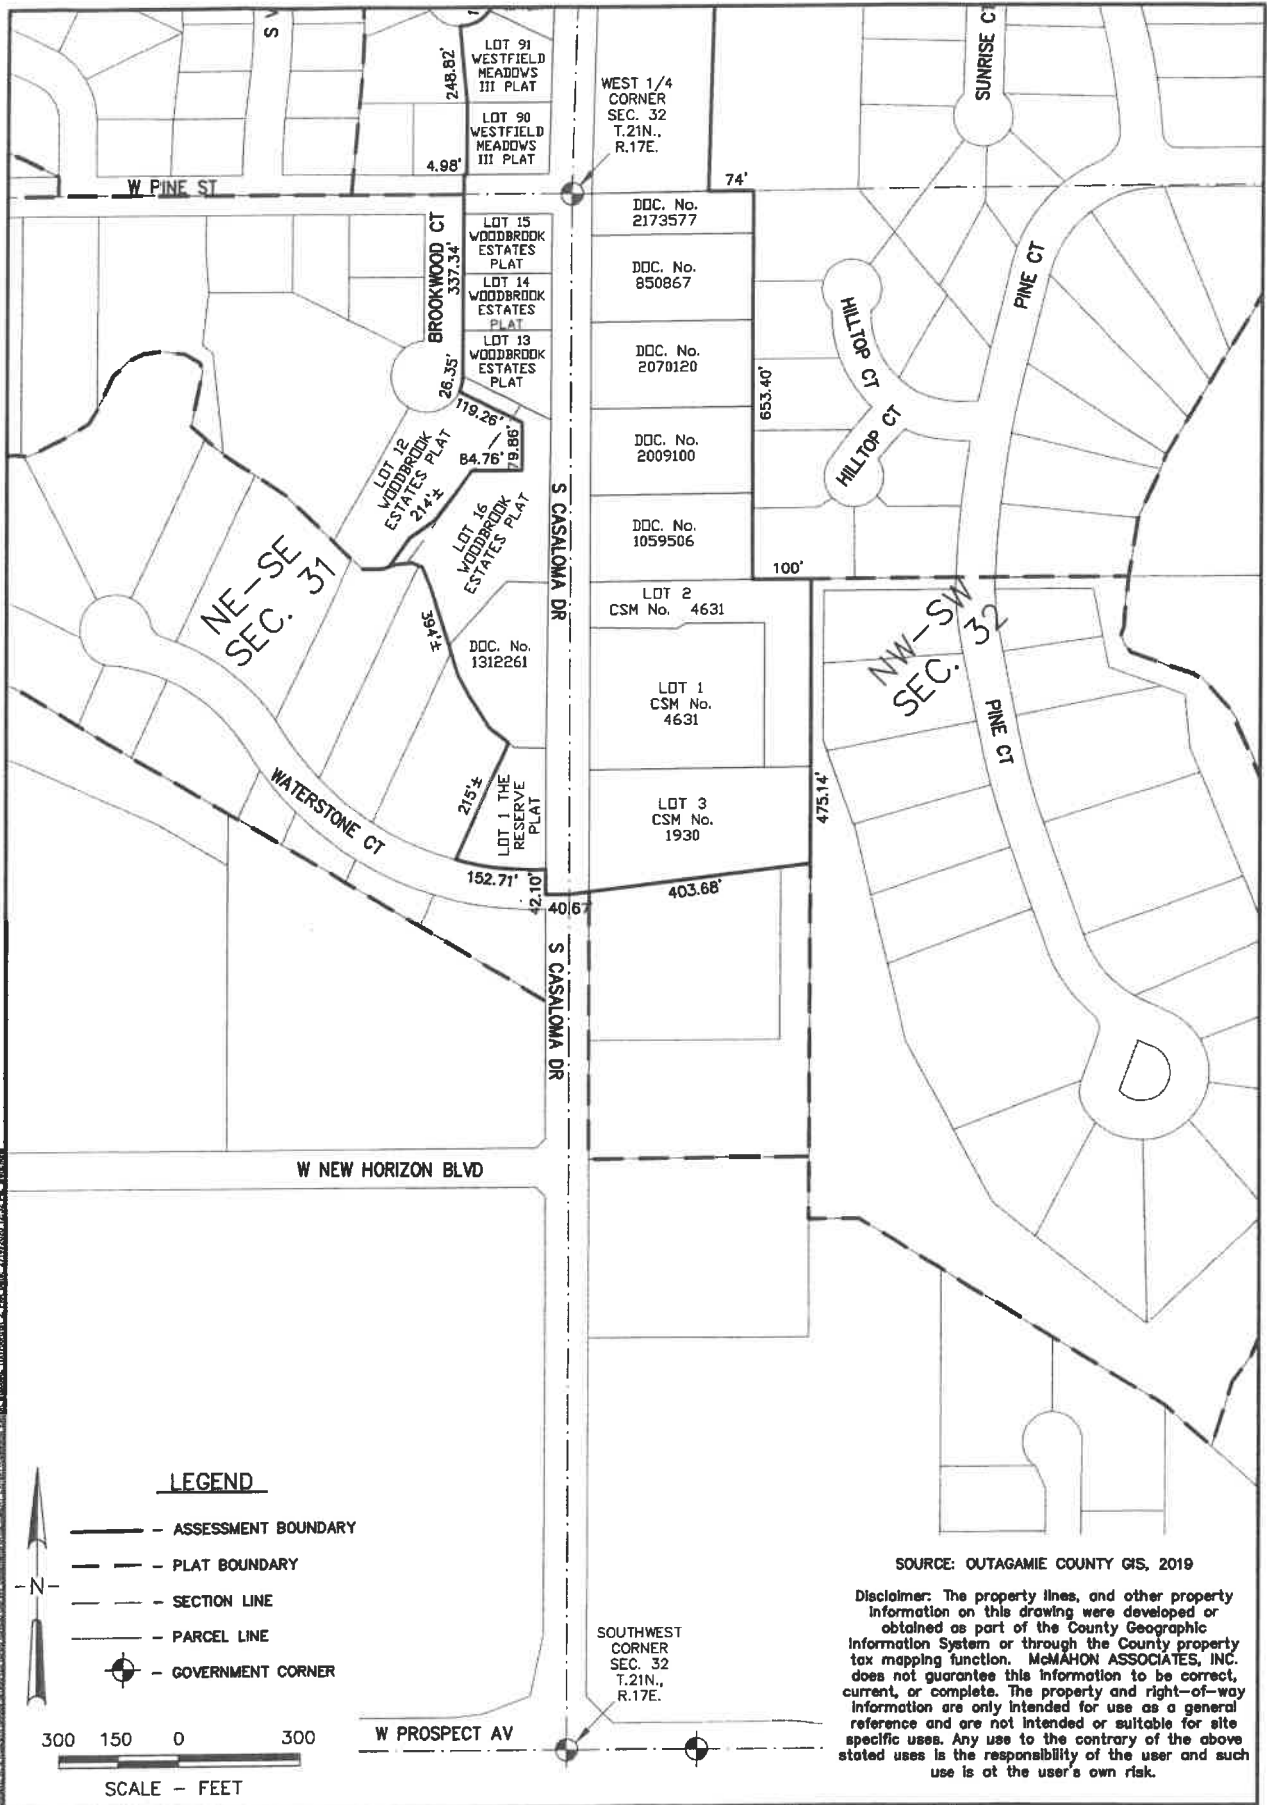 S
LOT 91
WESTFIELD
MEADOWS
III PLAT
248.82'
LOT 90
WESTFIELD
MEADOWS
III PLAT
4.98'
WEST 1/4
CORNER
SEC. 32
T.21N.,
R.17E.
SUNRISE CT
W PINE ST
74'
DOC. No.
2173577
BROOKWOOD CT
337.34'
LOT 15
WOODBROOK
ESTATES
PLAT
LOT 14
WOODBROOK
ESTATES
PLAT
LOT 13
WOODBROOK
ESTATES
PLAT
26.35'
DOC. No.
850867
DOC. No.
2070120
653.40'
HILLTOP CT
HILLTOP CT
PINE CT
119.26'
79.86'
84.76'
LOT 12
WOODBROOK
ESTATES PLAT
214'±
LOT 16
WOODBROOK
ESTATES PLAT
S CASALOMA DR
DOC. No.
2009100
DOC. No.
1059506
100'
NE-SE
SEC. 31
LOT 2
CSM No. 4631
NW-SW
SEC. 32
394'±
DOC. No.
1312261
LOT 1
CSM No.
4631
PINE CT
WATERSTONE CT
215'±
LOT 1 THE
RESERVE
PLAT
LOT 3
CSM No.
1930
475.14'
152.71'
42.10'
40.67
403.68'
S CASALOMA DR
W NEW HORIZON BLVD
LEGEND
- ASSESSMENT BOUNDARY
- PLAT BOUNDARY
- SECTION LINE
- PARCEL LINE
- GOVERNMENT CORNER
-N-
300 150 0 300
SCALE - FEET
W PROSPECT AV
SOUTHWEST
CORNER
SEC. 32
T.21N.,
R.17E.
SOURCE: OUTAGAMIE COUNTY GIS, 2019
Disclaimer: The property lines, and other property
information on this drawing were developed or
obtained as part of the County Geographic
Information System or through the County property
tax mapping function. McMAHON ASSOCIATES, INC.
does not guarantee this information to be correct,
current, or complete. The property and right-of-way
information are only intended for use as a general
reference and are not intended or suitable for site
specific uses. Any use to the contrary of the above
stated uses is the responsibility of the user and such
use is at the user's own risk.